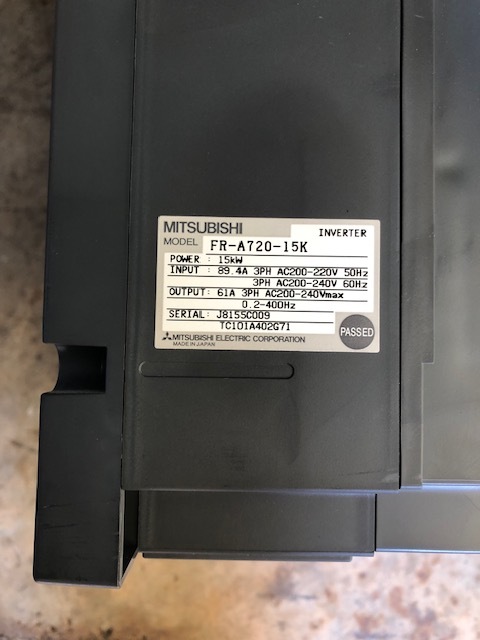 MITSUBISHI
INVERTER
MODEL FR-A720-15K
POWER : 15kW
INPUT : 89.4A 3PH AC200-220V 50Hz
3PH AC200-240V 60Hz
OUTPUT: 61A 3PH AC200-240Vmax
0.2-400Hz
SERIAL: J8155C009
TC101A402G71
PASSED
MITSUBISHI ELECTRIC CORPORATION
MADE IN JAPAN